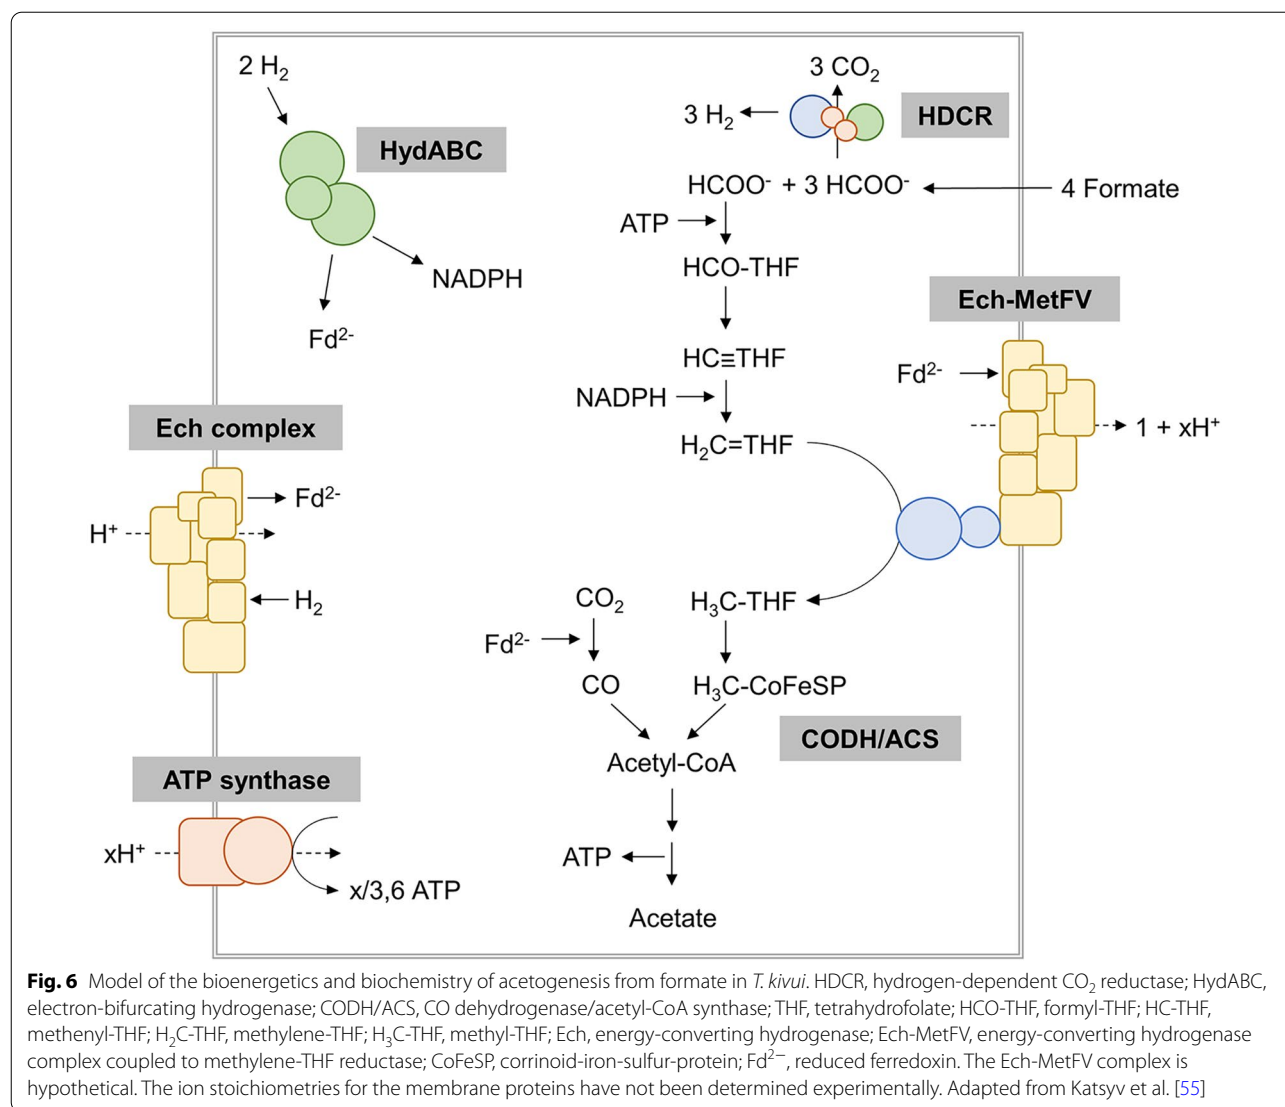 2 H₂
HydABC
NADPH
Fd²⁻
3 CO₂
3 H₂
HDCR
HCOO⁻ + 3 HCOO⁻
4 Formate
ATP
HCO-THF
HC≡THF
NADPH
H₂C=THF
Ech-MetFV
Fd²⁻
1 + xH⁺
Ech complex
Fd²⁻
H⁺
H₂
CO₂
H₃C-THF
Fd²⁻
CO
H₃C-CoFeSP
CODH/ACS
Acetyl-CoA
ATP
Acetate
ATP synthase
xH⁺
x/3,6 ATP
Fig. 6 Model of the bioenergetics and biochemistry of acetogenesis from formate in T. kivui. HDCR, hydrogen-dependent CO₂ reductase; HydABC,
electron-bifurcating hydrogenase; CODH/ACS, CO dehydrogenase/acetyl-CoA synthase; THF, tetrahydrofolate; HCO-THF, formyl-THF; HC-THF,
methenyl-THF; H₂C-THF, methylene-THF; H₃C-THF, methyl-THF; Ech, energy-converting hydrogenase; Ech-MetFV, energy-converting hydrogenase
complex coupled to methylene-THF reductase; CoFeSP, corrinoid-iron-sulfur-protein; Fd²⁻, reduced ferredoxin. The Ech-MetFV complex is
hypothetical. The ion stoichiometries for the membrane proteins have not been determined experimentally. Adapted from Katsyv et al. [55]